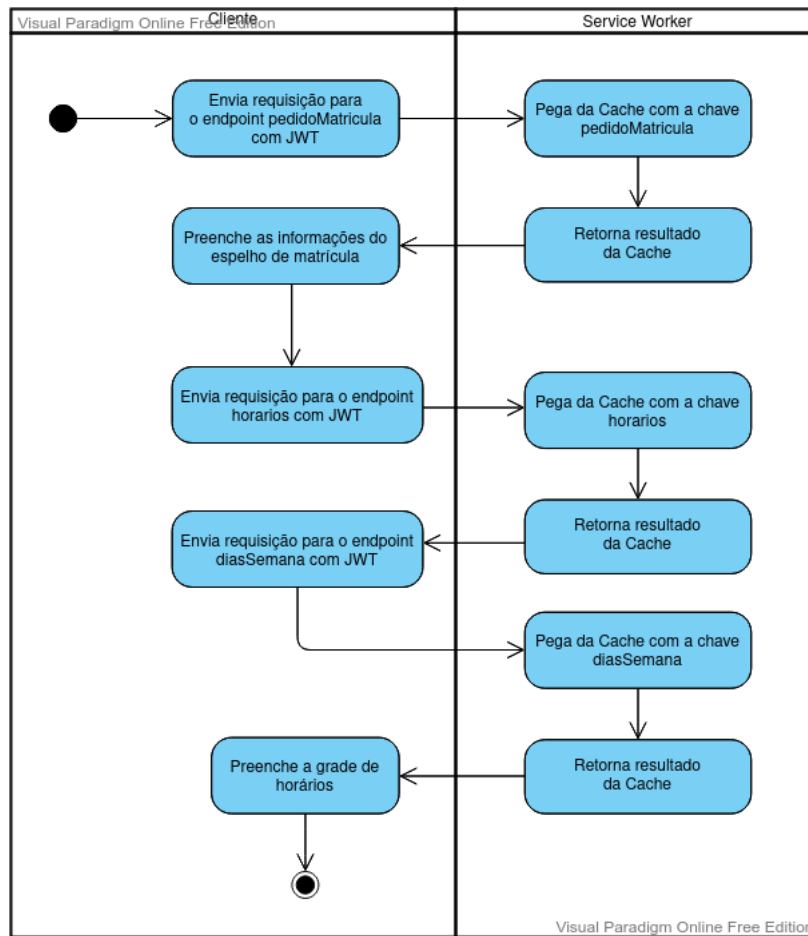 Visual Paradigm Online Free Edition
Cliente
Service Worker
Envia requisição para
o endpoint pedidoMatricula
com JWT
Pega da Cache com a chave
pedidoMatricula
Preenche as informações do
espelho de matrícula
Retorna resultado
da Cache
Envia requisição para o endpoint
horarios com JWT
Pega da Cache com a chave
horarios
Envia requisição para o endpoint
diasSemana com JWT
Retorna resultado
da Cache
Pega da Cache com a chave
diasSemana
Preenche a grade de
horários
Retorna resultado
da Cache
Visual Paradigm Online Free Edition